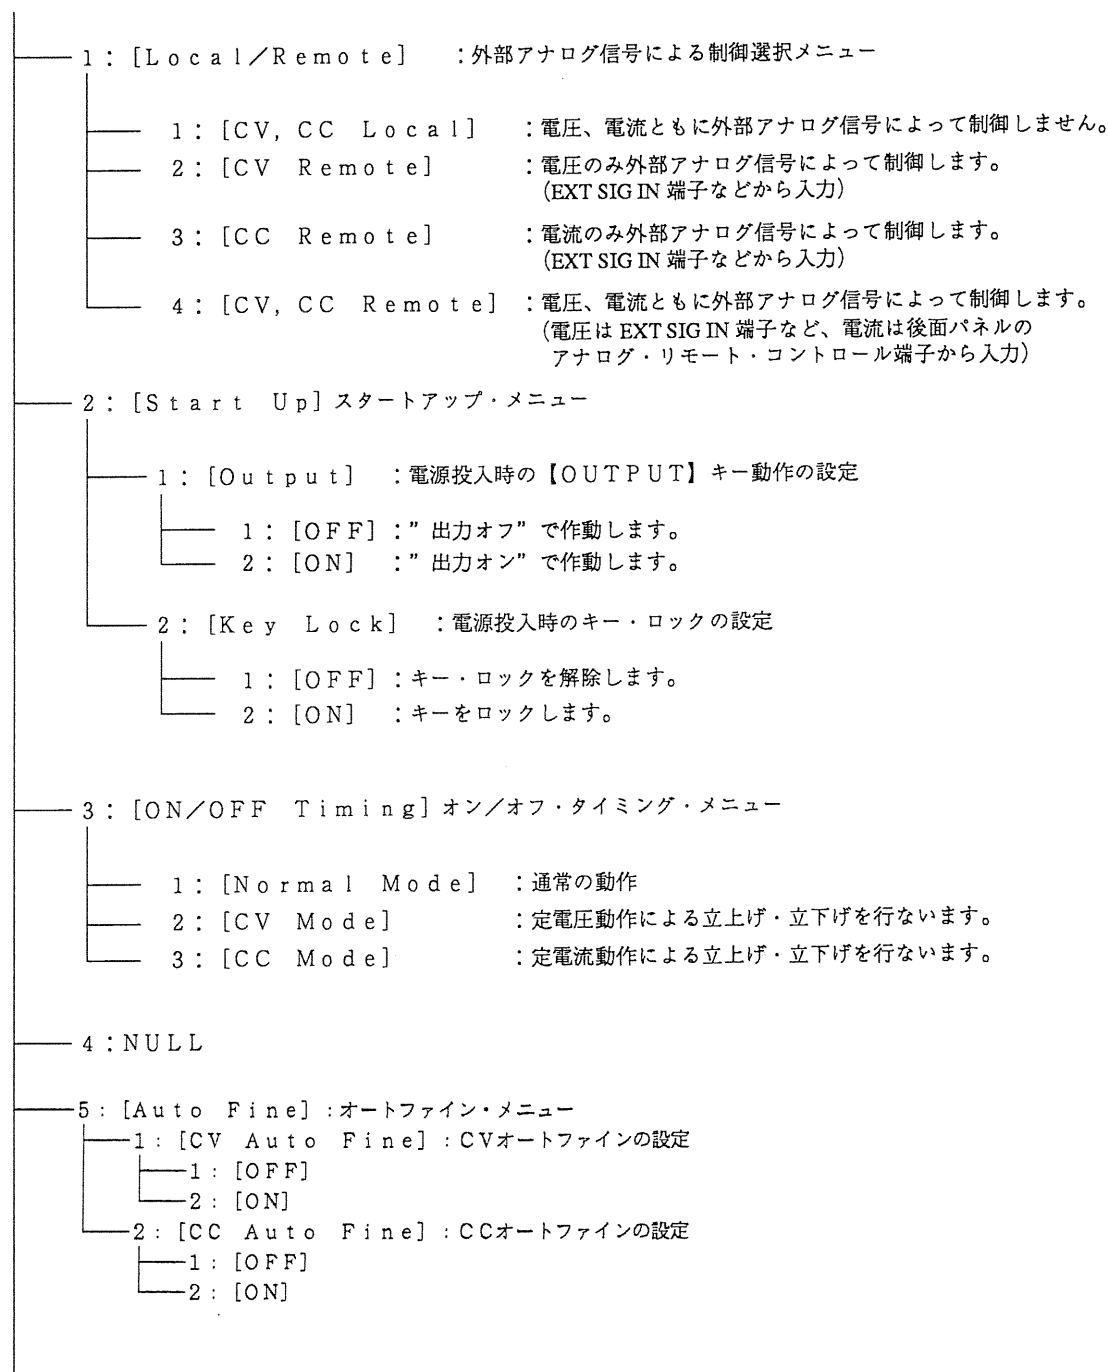 1：[Local／Remote] ：外部アナログ信号による制御選択メニュー
1：[CV, CC Local] ：電圧、電流ともに外部アナログ信号によって制御しません。
2：[CV Remote] ：電圧のみ外部アナログ信号によって制御します。
(EXT SIG IN 端子などから入力)
3：[CC Remote] ：電流のみ外部アナログ信号によって制御します。
(EXT SIG IN 端子などから入力)
4：[CV, CC Remote] ：電圧、電流ともに外部アナログ信号によって制御します。
(電圧は EXT SIG IN 端子など、電流は後面パネルの
アナログ・リモート・コントロール端子から入力)
2：[Start Up] スタートアップ・メニュー
1：[Output] ：電源投入時の【OUTPUT】キー動作の設定
1：[OFF]：”出力オフ”で作動します。
2：[ON] ：”出力オン”で作動します。
2：[Key Lock] ：電源投入時のキー・ロックの設定
1：[OFF]：キー・ロックを解除します。
2：[ON] ：キーをロックします。
3：[ON／OFF Timing] オン／オフ・タイミング・メニュー
1：[Normal Mode] ：通常の動作
2：[CV Mode] ：定電圧動作による立上げ・立下げを行ないます。
3：[CC Mode] ：定電流動作による立上げ・立下げを行ないます。
4：NULL
5：[Auto Fine]：オートファイン・メニュー
1：[CV Auto Fine]：CVオートファインの設定
1：[OFF]
2：[ON]
2：[CC Auto Fine]：CCオートファインの設定
1：[OFF]
2：[ON]